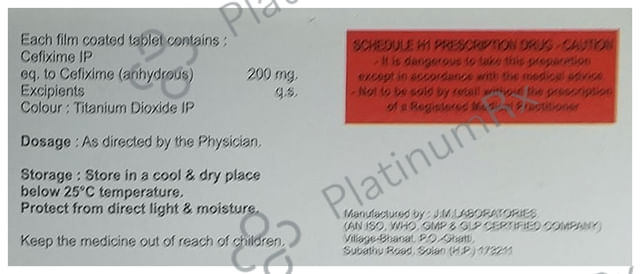 Each film coated tablet contains :
Cefixime IP
eq. to Cefixime (anhydrous) 200 mg.
Excipients q.s.
Colour : Titanium Dioxide IP
Dosage : As directed by the Physician.
Storage : Store in a cool & dry place
below 25°C temperature.
Protect from direct light & moisture.
Keep the medicine out of reach of children.
SCHEDULE H1 PRESCRIPTION DRUG - CAUTION
- It is dangerous to take this preparation
except in accordance with the medical advice
- Not to be sold by retail without the prescription
of a Registered Medical Practitioner
Manufactured by : J.M.LABORATORIES
(AN ISO, WHO, GMP & GLP CERTIFIED COMPANY)
Village-Bhanat, P.O.-Ghatti,
Subathu Road, Solan (H.P.) 173211
PlatinumRx